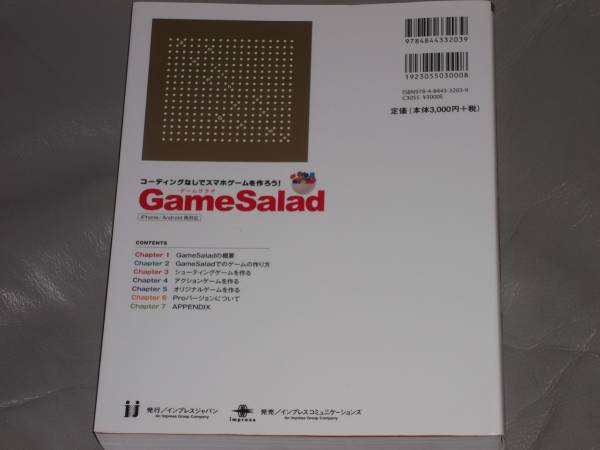 9784844332039
1923055030008
ISBN978-4-8443-3203-9
C3055 ¥3000E
定価(本体3,000円+税)
コーディングなしでスマホゲームを作ろう!
ゲームサラダ
GameSalad
iPhone/Android 両対応
CONTENTS
Chapter 1 GameSaladの概要
Chapter 2 GameSaladでのゲームの作り方
Chapter 3 シューティングゲームを作る
Chapter 4 アクションゲームを作る
Chapter 5 オリジナルゲームを作る
Chapter 6 Proバージョンについて
Chapter 7 APPENDIX
ij 発行/インプレスジャパン
An Impress Group Company
impress 発売/インプレスコミュニケーションズ
An Impress Group Company